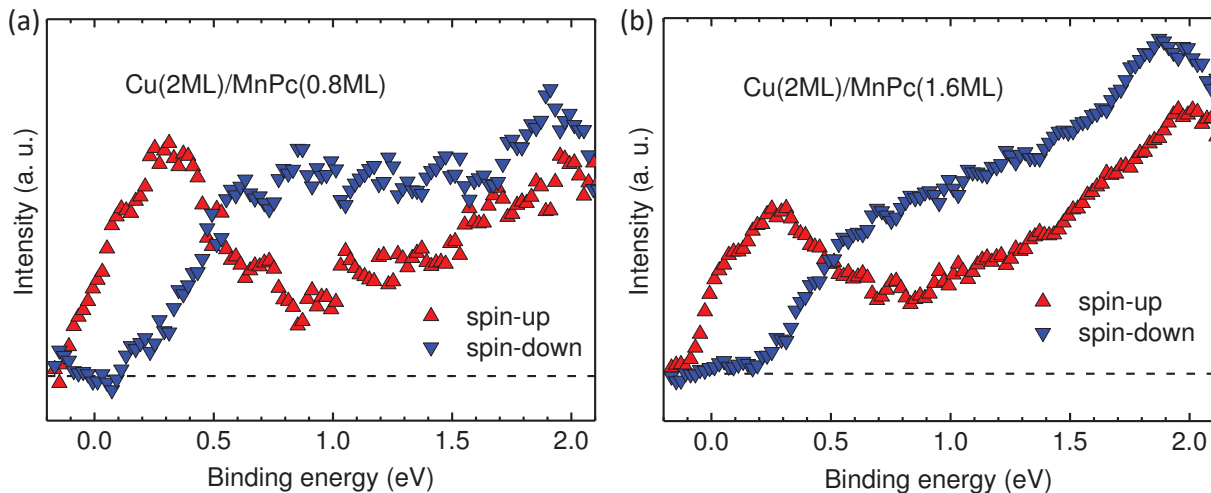 (a)
Cu(2ML)/MnPc(0.8ML)
Intensity (a. u.)
spin-up
spin-down
0.0 0.5 1.0 1.5 2.0
Binding energy (eV)
(b)
Cu(2ML)/MnPc(1.6ML)
Intensity (a. u.)
spin-up
spin-down
0.0 0.5 1.0 1.5 2.0
Binding energy (eV)